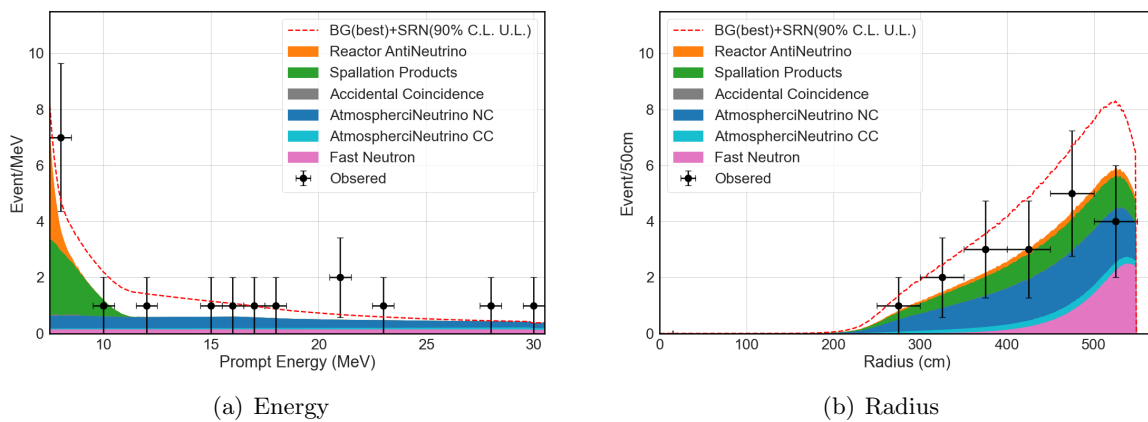 BG(best)+SRN(90% C.L. U.L.)
Reactor AntiNeutrino
Spallation Products
Accidental Coincidence
AtmospherciNeutrino NC
AtmospherciNeutrino CC
Fast Neutron
Obsered
Event/MeV
10
8
6
4
2
0
10 15 20 25 30
Prompt Energy (MeV)
(a) Energy
BG(best)+SRN(90% C.L. U.L.)
Reactor AntiNeutrino
Spallation Products
Accidental Coincidence
AtmospherciNeutrino NC
AtmospherciNeutrino CC
Fast Neutron
Obsered
Event/50cm
10
8
6
4
2
0
0 100 200 300 400 500
Radius (cm)
(b) Radius